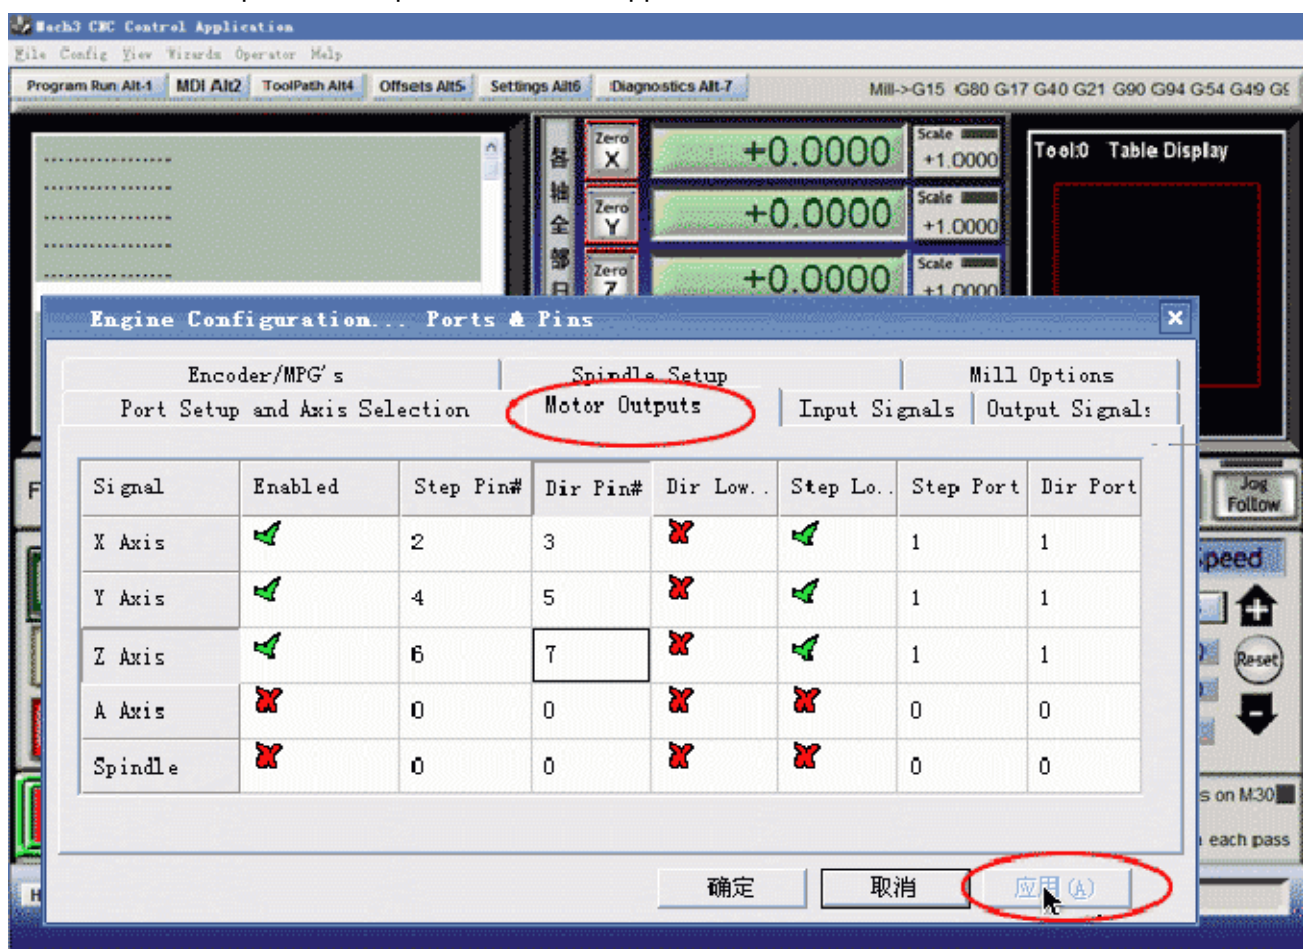 Mach3 CNC Control Application
File Config View Wizards Operator Help
Program Run Alt-1 MDI Alt2 ToolPath Alt4 Offsets Alt5 Settings Alt6 Diagnostics Alt-7 Mill->G15 G80 G17 G40 G21 G90 G94 G54 G49 G9
Zero X +0.0000 Scale +1.0000
Tool:0 Table Display
Zero Y +0.0000 Scale +1.0000
Zero Z +0.0000 Scale +1.0000
全部
Engine Configuration... Ports & Pins
Encoder/MPG's Spindle Setup Mill Options
Port Setup and Axis Selection Motor Outputs Input Signals Output Signals
Signal Enabled Step Pin# Dir Pin# Dir Low.. Step Lo.. Step Port Dir Port
X Axis 2 3 1 1
Y Axis 4 5 1 1
Z Axis 6 7 1 1
A Axis 0 0 0 0
Spindle 0 0 0 0
确定 取消 应用(A)
F
Jog Follow
peed
Reset
s on M30
each pass
H